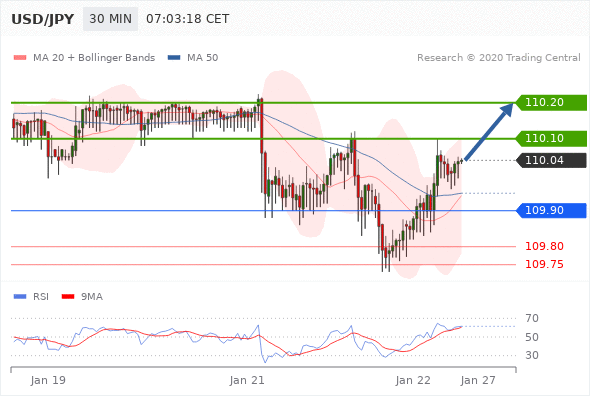 USD/JPY 30 MIN 07:03:18 CET
MA 20 + Bollinger Bands MA 50 Research © 2020 Trading Central
110.20
110.10
110.04
109.90
109.80
109.75
RSI 9MA
70
50
30
Jan 19 Jan 21 Jan 22 Jan 27